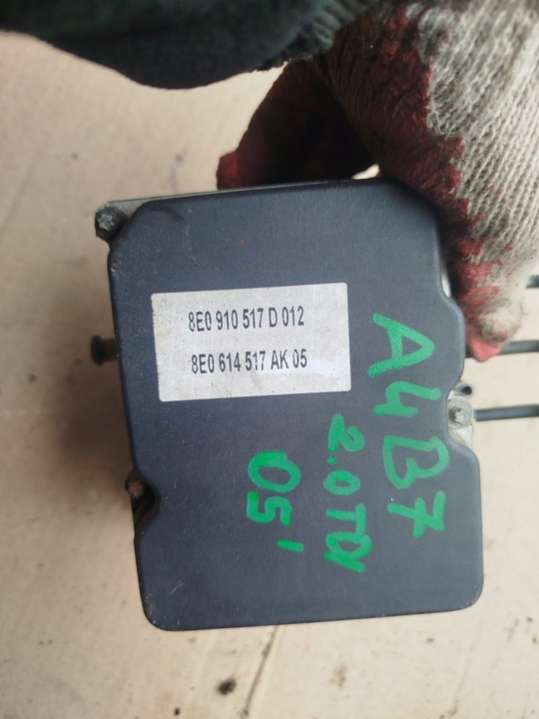 8E0 910 517 D 012
8E0 614 517 AK 05
A4B7
2.0TDI
05'